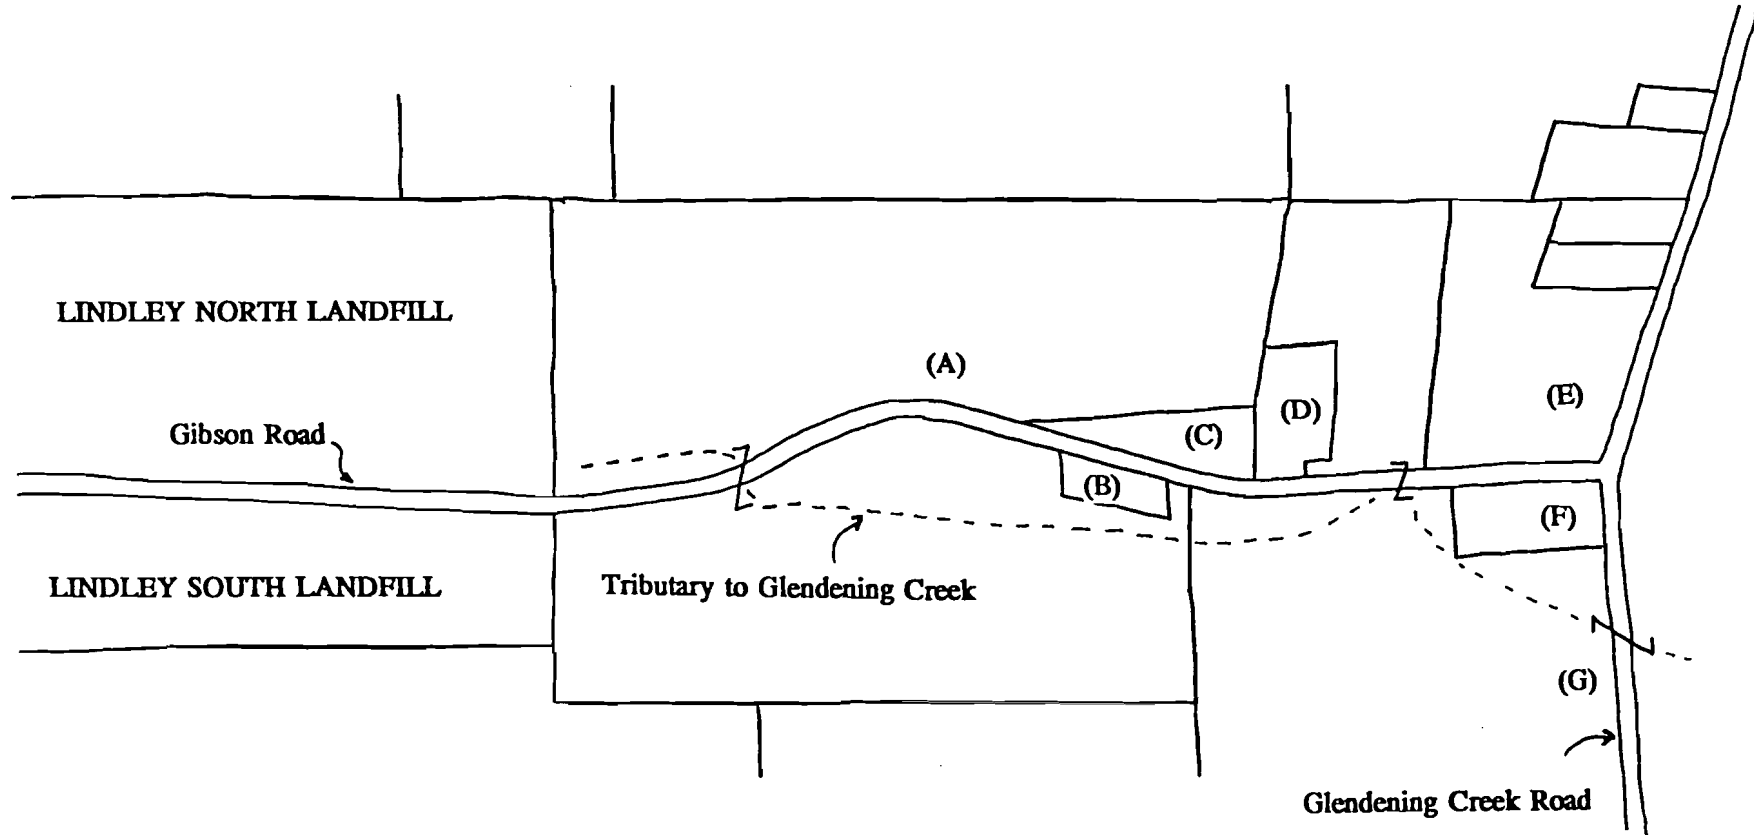 LINDLEY NORTH LANDFILL
(A)
(E)
(D)
Gibson Road
(C)
(B)
(F)
LINDLEY SOUTH LANDFILL
Tributary to Glendening Creek
(G)
Glendening Creek Road